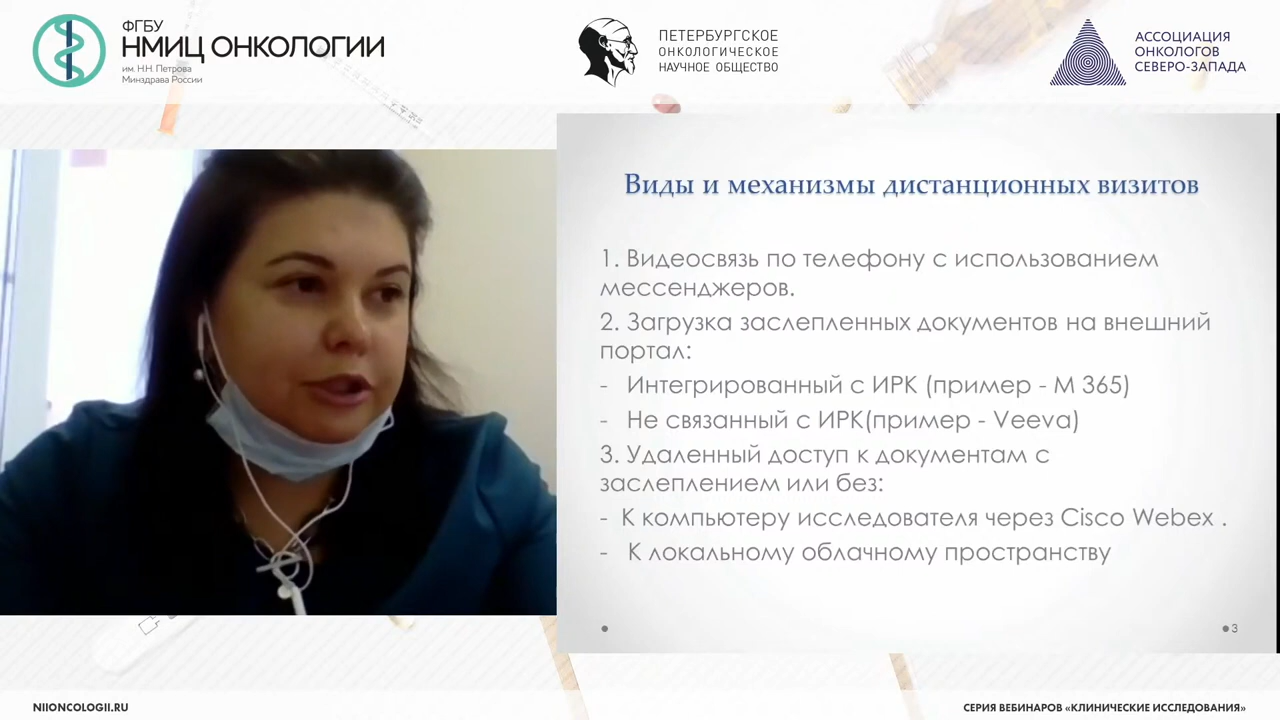 ФГБУ
НМИЦ ОНКОЛОГИИ
им. Н.Н. Петрова
Минздрава России
ПЕТЕРБУРГСКОЕ
ОНКОЛОГИЧЕСКОЕ
НАУЧНОЕ ОБЩЕСТВО
АССОЦИАЦИЯ
ОНКОЛОГОВ
СЕВЕРО-ЗАПАДА
Виды и механизмы дистанционных визитов
1. Видеосвязь по телефону с использованием
мессенджеров.
2. Загрузка заслепленных документов на внешний
портал:
- Интегрированный с ИРК (пример - М 365)
- Не связанный с ИРК(пример - Veeva)
3. Удаленный доступ к документам с
заслеплением или без:
- К компьютеру исследователя через Cisco Webex .
- К локальному облачному пространству
3
NIIONCOLOGII.RU
СЕРИЯ ВЕБИНАРОВ «КЛИНИЧЕСКИЕ ИССЛЕДОВАНИЯ»